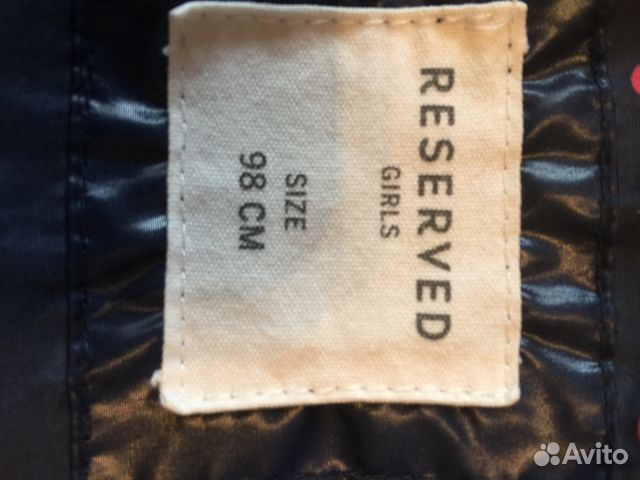 RESERVED
GIRLS
SIZE
98 CM
Avito